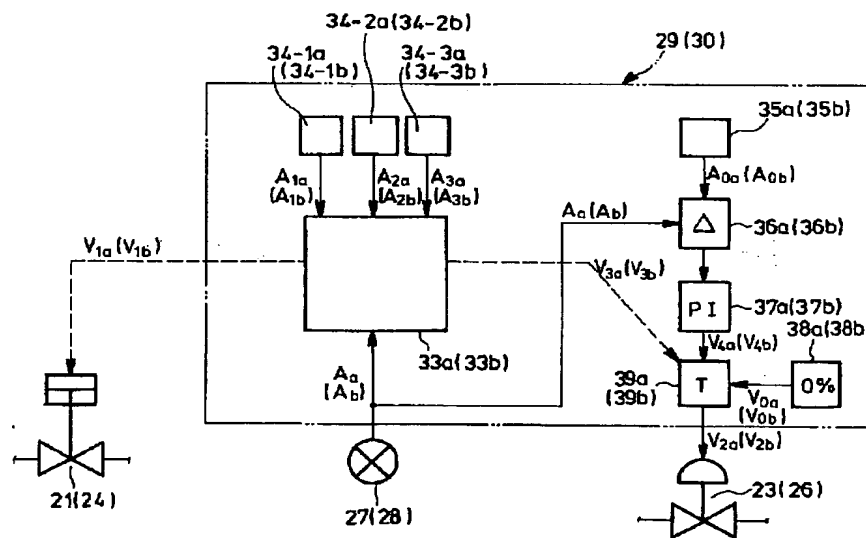 34-2a(34-2b)
34-1a
(34-1b)
34-3a
(34-3b)
29(30)
35a(35b)
A1a
(A1b)
A2a
(A2b)
A3a
(A3b)
A0a(A0b)
Aa(Ab)
Δ
36a(36b)
V1a(V1b)
V3a(V3b)
PI
37a(37b)
33a(33b)
V4a(V4b)
38a(38b)
Aa
(Ab)
39a
(39b)
T
0%
V0a
(V0b)
V2a(V2b)
21(24)
27(28)
23(26)